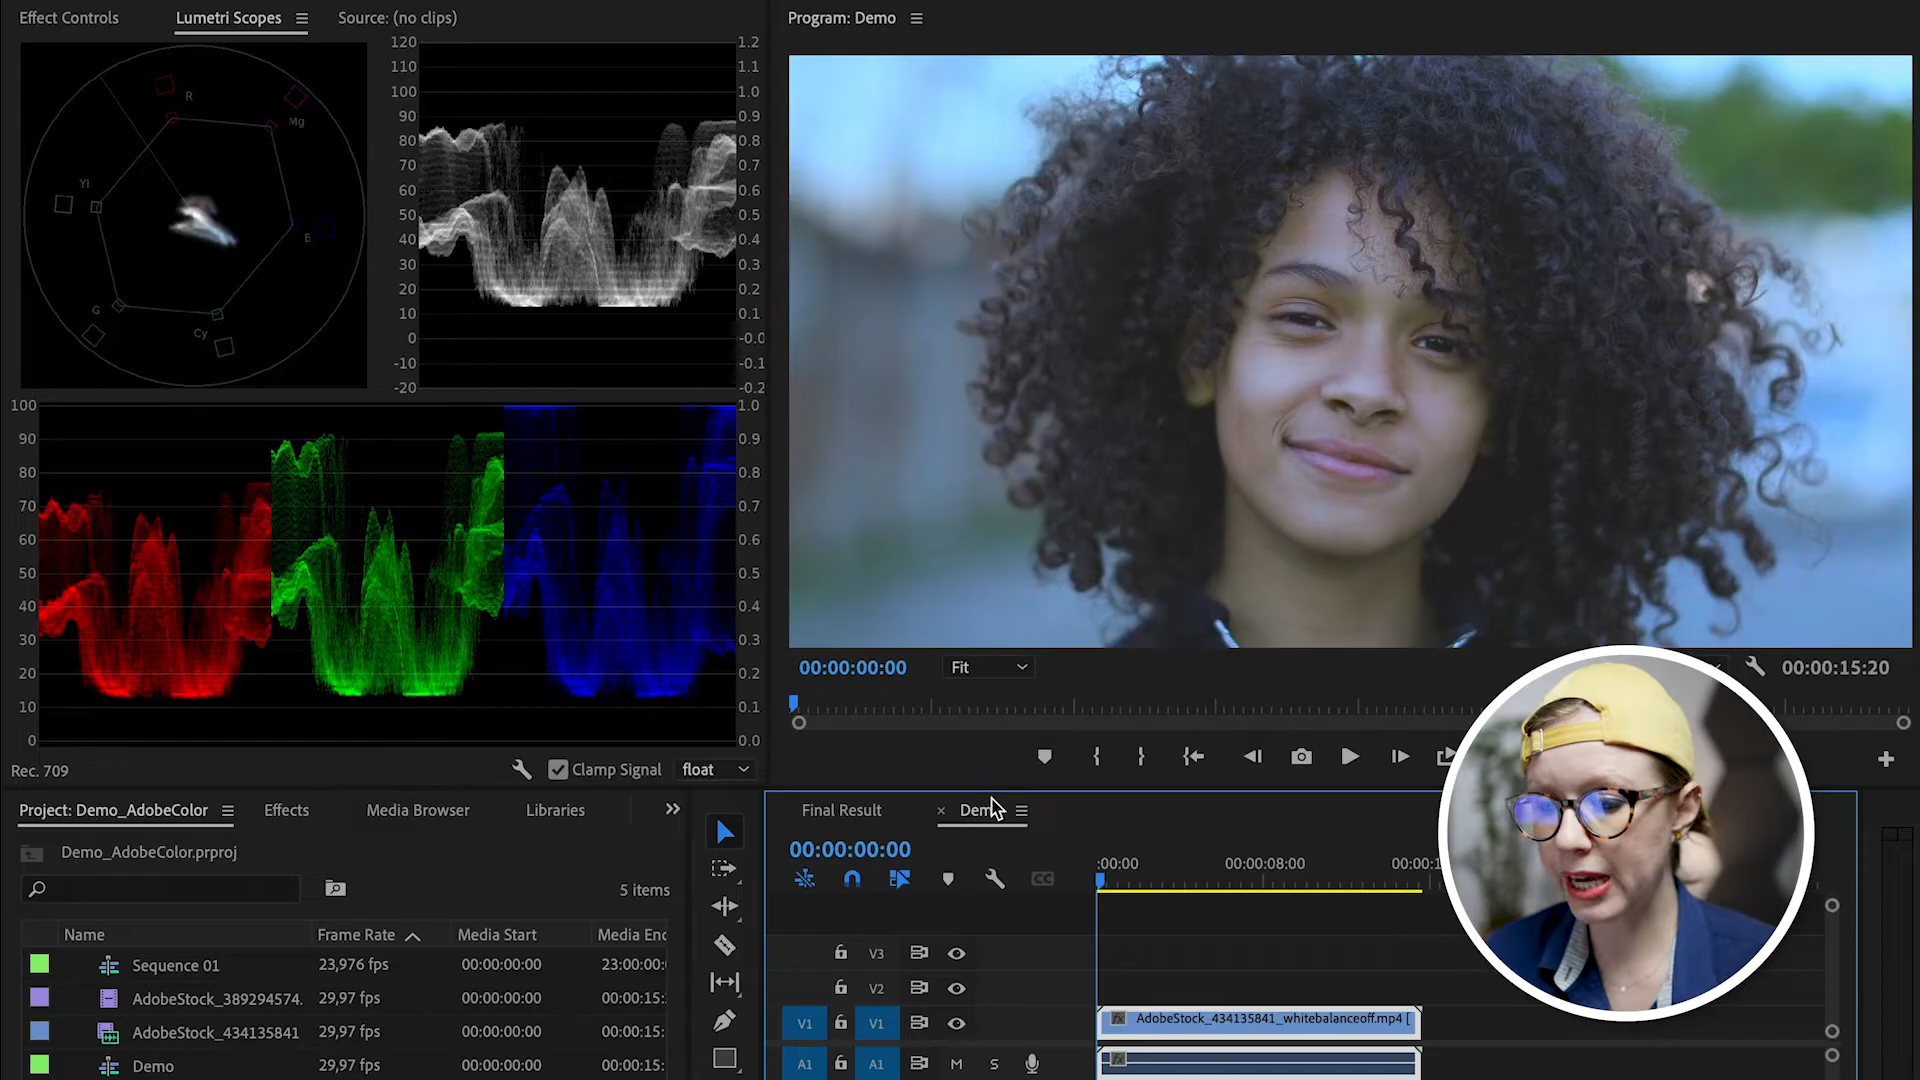 Effect Controls
Lumetri Scopes
Source: (no clips)
Program: Demo
R
Mg
Yl
B
G
Cy
120
110
100
90
80
70
60
50
40
30
20
10
0
-10
-20
1.2
1.1
1.0
0.9
0.8
0.7
0.6
0.5
0.4
0.3
0.2
0.1
-0.0
-0.1
-0.2
100
90
80
70
60
50
40
30
20
10
0
1.0
0.9
0.8
0.7
0.6
0.5
0.4
0.3
0.2
0.1
0.0
Rec. 709
Clamp Signal
float
00:00:00:00
Fit
00:00:15:20
Project: Demo_AdobeColor
Effects
Media Browser
Libraries
Demo_AdobeColor.prproj
5 items
Name
Frame Rate
Media Start
Media Enc
Sequence 01
23,976 fps
00:00:00:00
23:00:00:
AdobeStock_389294574.
29,97 fps
00:00:00:00
00:00:15:
AdobeStock_434135841
29,97 fps
00:00:00:00
00:00:15:
Demo
29,97 fps
00:00:00:00
00:00:15:
Final Result
× Dem
00:00:00:00
CC
:00:00
00:00:08:00
00:00:1
V3
V2
V1
V1
AdobeStock_434135841_whitebalanceoff.mp4 [
fx
A1
A1
M
S
fx